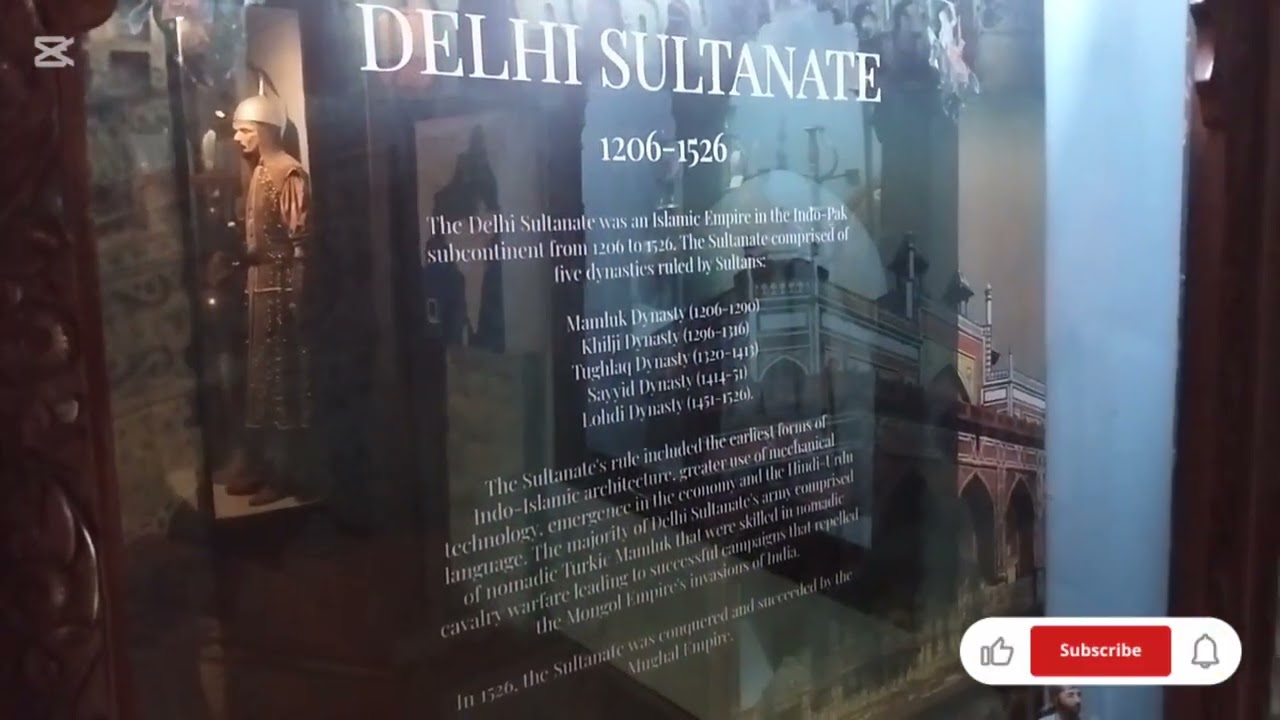 DELHI SULTANATE
1206-1526
The Delhi Sultanate was an Islamic Empire in the Indo-Pak
subcontinent from 1206 to 1526. The Sultanate comprised of
five dynasties ruled by Sultans:
Mamluk Dynasty (1206-1290)
Khilji Dynasty (1296-1316)
Tughlaq Dynasty (1320-1413)
Sayyid Dynasty (1414-51)
Lohdi Dynasty (1451-1526).
The Sultanate's rule included the earliest forms of
Indo-Islamic architecture, greater use of mechanical
technology, emergence in the economy and the Hindi-Urdu
language. The majority of Delhi Sultanate's army comprised
of nomadic Turkic Mamluk that were skilled in nomadic
cavalry warfare leading to successful campaigns that repelled
the Mongol Empire's invasions of India.
In 1526, the Sultanate was conquered and succeeded by the
Mughal Empire.
Subscribe